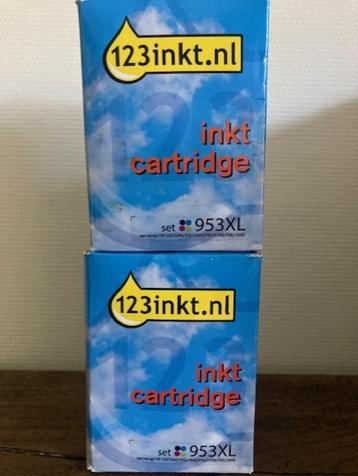 123inkt.nl
inkt
cartridge
set 953XL
123inkt.nl
inkt
cartridge
set 953XL